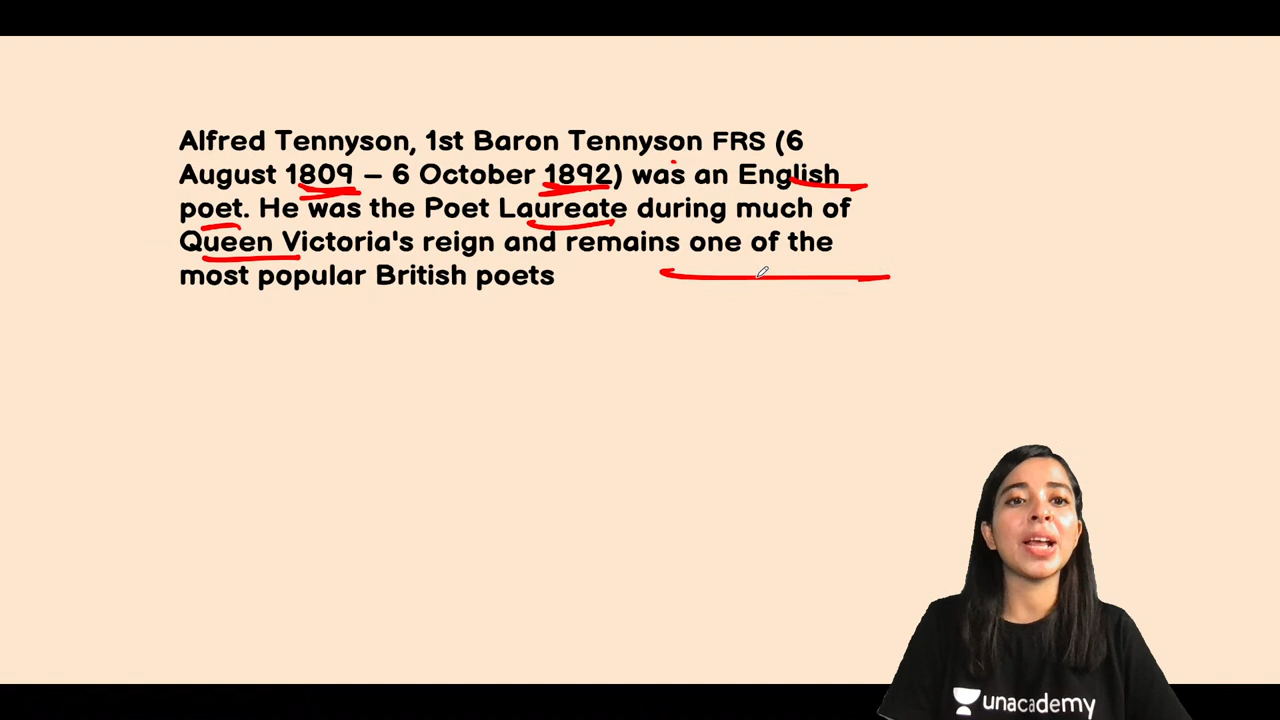 Alfred Tennyson, 1st Baron Tennyson FRS (6
August 1809 – 6 October 1892) was an English
poet. He was the Poet Laureate during much of
Queen Victoria's reign and remains one of the
most popular British poets
unacademy